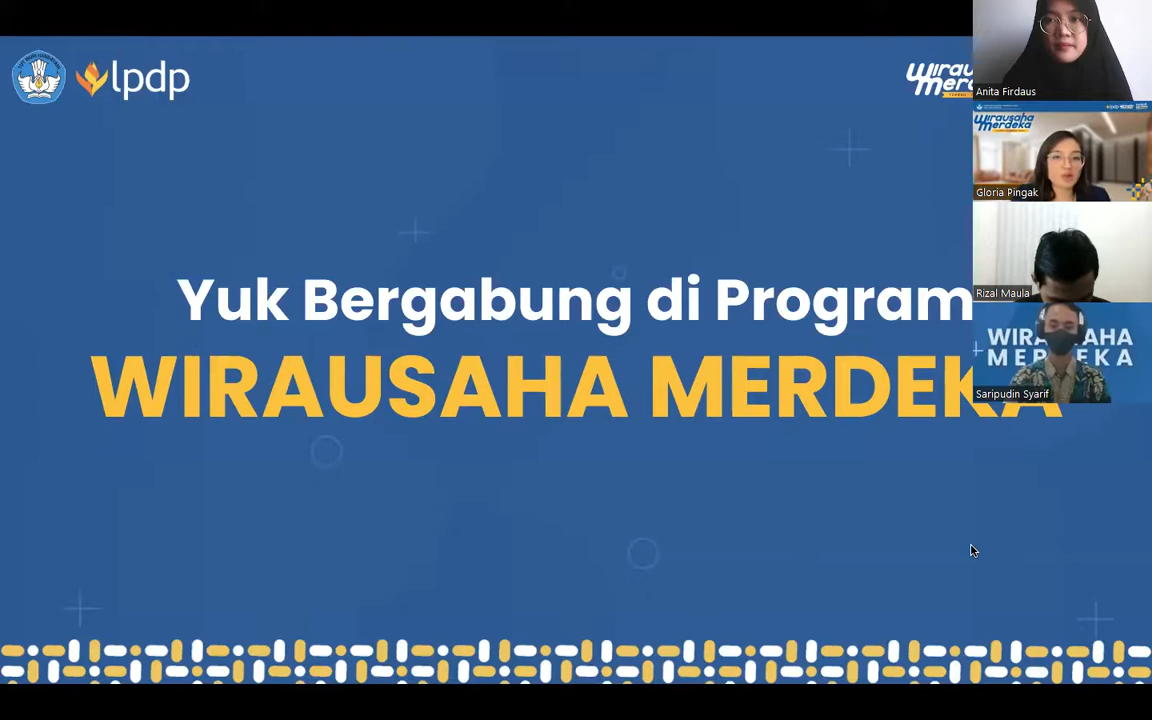 lpdp
Yuk Bergabung di Program
WIRAUSAHA MERDEKA
Anita Firdaus
Wirausaha
Merdeka
Gloria Pingak
Rizal Maula
Saripudin Syarif